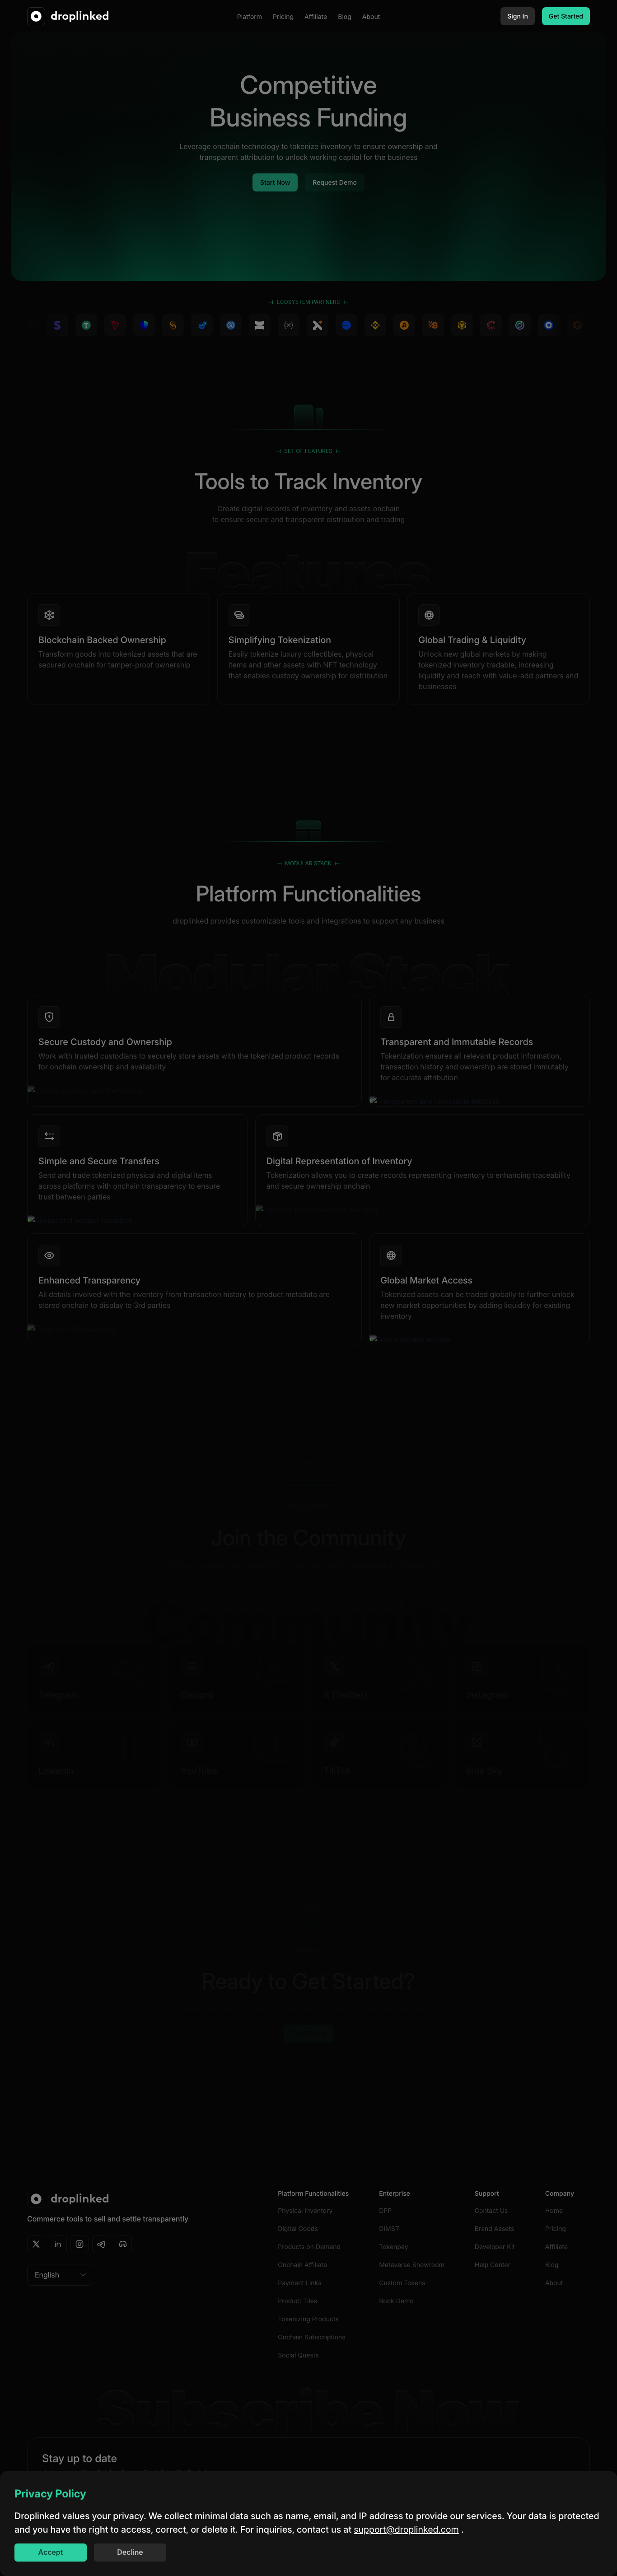 droplinked
Platform Pricing Affiliate Blog About
Sign In
Get Started
Competitive
Business Funding
Leverage onchain technology to tokenize inventory to ensure ownership and
transparent attribution to unlock working capital for the business
Start Now
Request Demo
ECOSYSTEM PARTNERS
SET OF FEATURES
Tools to Track Inventory
Create digital records of inventory and assets onchain
to ensure secure and transparent distribution and trading
Features
Blockchain Backed Ownership
Transform goods into tokenized assets that are
secured onchain for tamper-proof ownership
Simplifying Tokenization
Easily tokenize luxury collectibles, physical
items and other assets with NFT technology
that enables custody ownership for distribution
Global Trading & Liquidity
Unlock new global markets by making
tokenized inventory tradable, increasing
liquidity and reach with value-add partners and
businesses
MODULAR STACK
Platform Functionalities
droplinked provides customizable tools and integrations to support any business
Modular Stack
Secure Custody and Ownership
Work with trusted custodians to securely store assets with the tokenized product records
for onchain ownership and availability
Transparent and Immutable Records
Tokenization ensures all relevant product information,
transaction history and ownership are stored immutably
for accurate attribution
Simple and Secure Transfers
Send and trade tokenized physical and digital items
across platforms with onchain transparency to ensure
trust between parties
Digital Representation of Inventory
Tokenization allows you to create records representing inventory to enhancing traceability
and secure ownership onchain
Enhanced Transparency
All details involved with the inventory from transaction history to product metadata are
stored onchain to display to 3rd parties
Global Market Access
Tokenized assets can be traded globally to further unlock
new market opportunities by adding liquidity for existing
inventory
Join the Community
Community
Telegram
Discord
X (Twitter)
Instagram
LinkedIn
YouTube
TikTok
Blue Sky
Ready to Get Started?
droplinked
Commerce tools to sell and settle transparently
English
Platform Functionalities
Physical Inventory
Digital Goods
Products on Demand
Onchain Affiliate
Payment Links
Product Tiles
Tokenizing Products
Onchain Subscriptions
Social Quests
Enterprise
DPP
DIMST
Tokenpay
Metaverse Showroom
Custom Tokens
Book Demo
Support
Contact Us
Brand Assets
Developer Kit
Help Center
Company
Home
Pricing
Affiliate
Blog
About
Subscribe Now
Stay up to date
Privacy Policy
Droplinked values your privacy. We collect minimal data such as name, email, and IP address to provide our services. Your data is protected
and you have the right to access, correct, or delete it. For inquiries, contact us at support@droplinked.com .
Accept
Decline